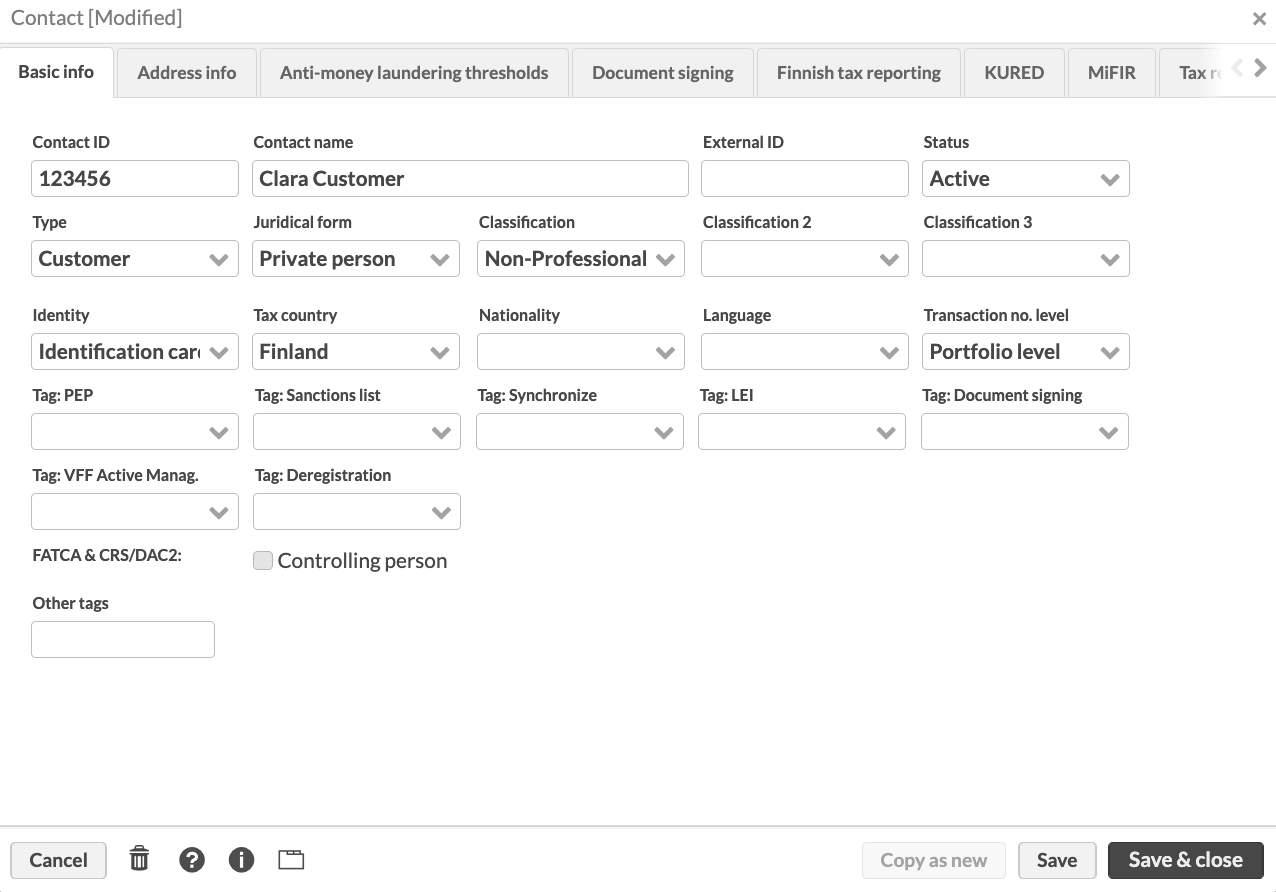 Contact [Modified]
Basic info Address info Anti-money laundering thresholds Document signing Finnish tax reporting KURED MiFIR Tax
Contact ID Contact name External ID Status
123456 Clara Customer Active
Type Juridical form Classification Classification 2 Classification 3
Customer Private person Non-Professional
Identity Tax country Nationality Language Transaction no. level
Identification car Finland Portfolio level
Tag: PEP Tag: Sanctions list Tag: Synchronize Tag: LEI Tag: Document signing
Tag: VFF Active Manag. Tag: Deregistration
FATCA & CRS/DAC2: Controlling person
Other tags
Cancel Copy as new Save Save & close